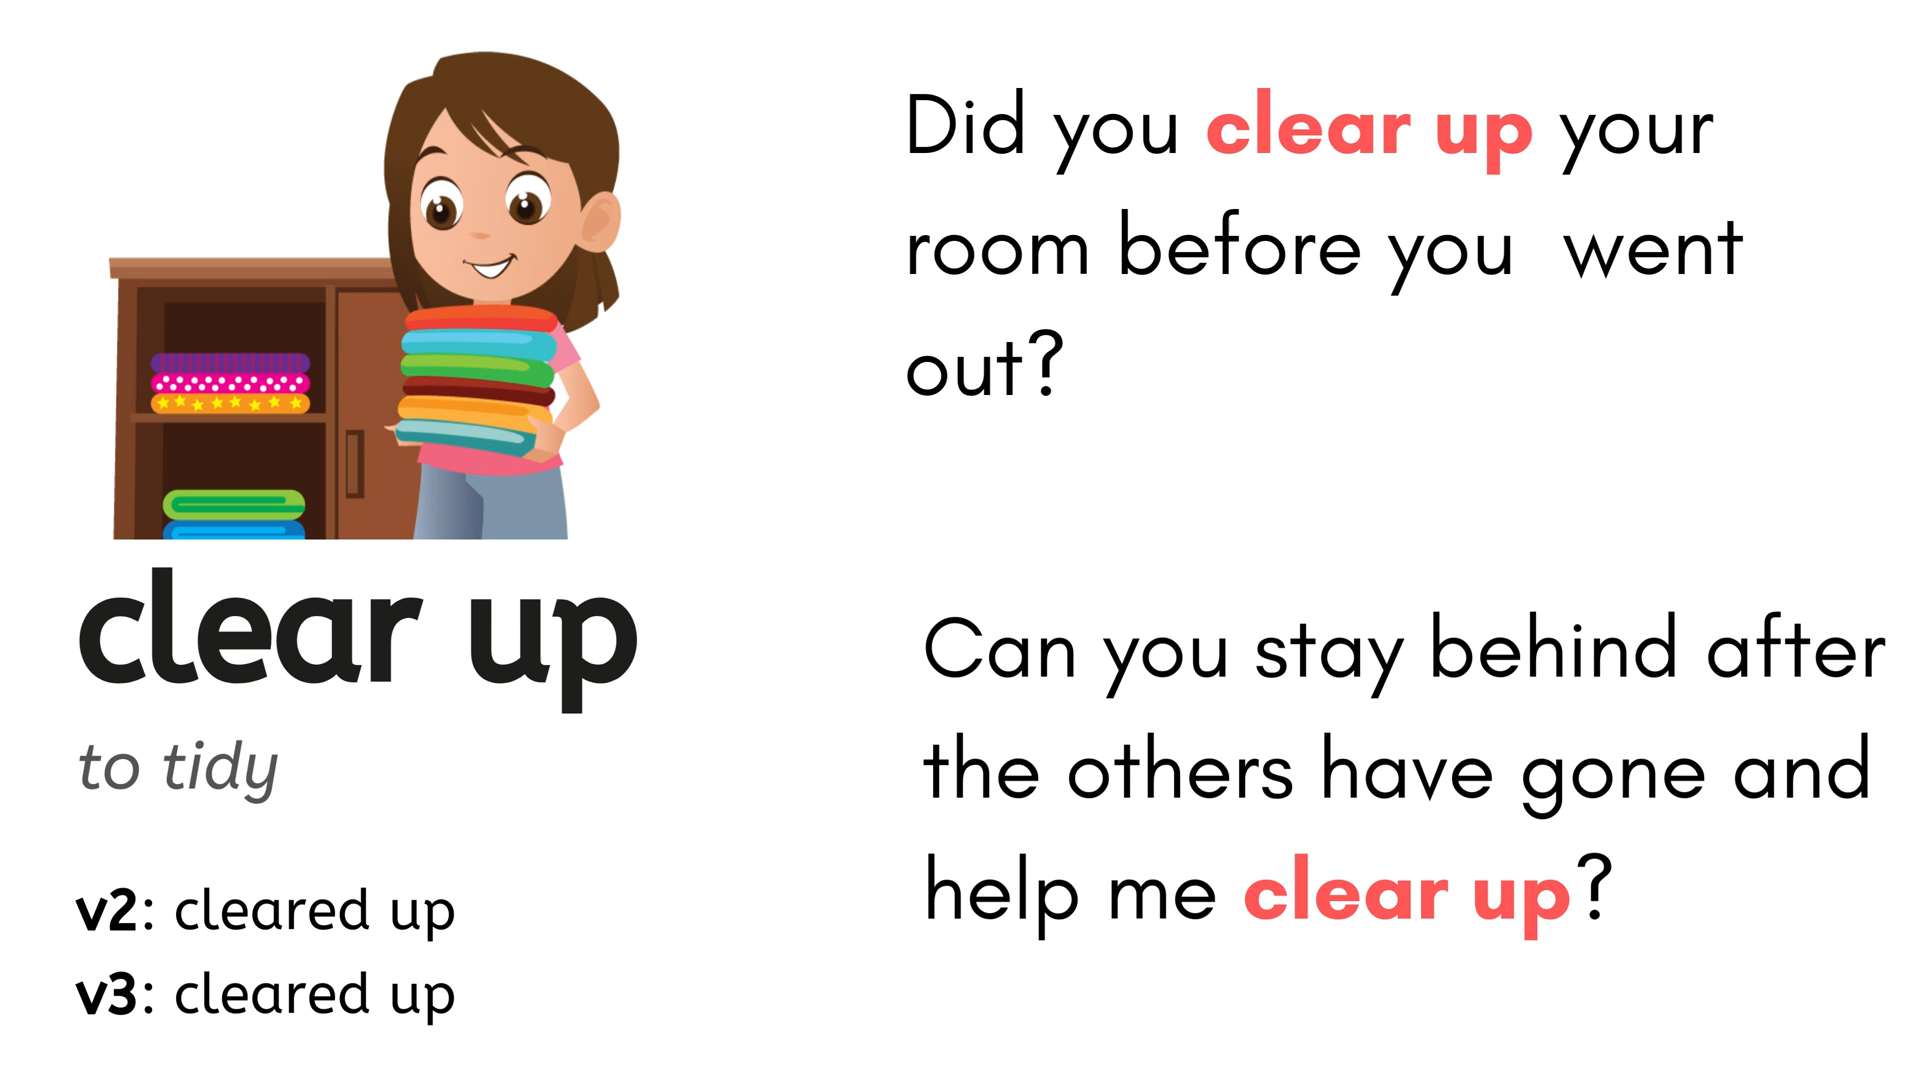 clear up
to tidy
v2: cleared up
v3: cleared up
Did you clear up your
room before you  went
out?
Can you stay behind after
the others have gone and
help me clear up?